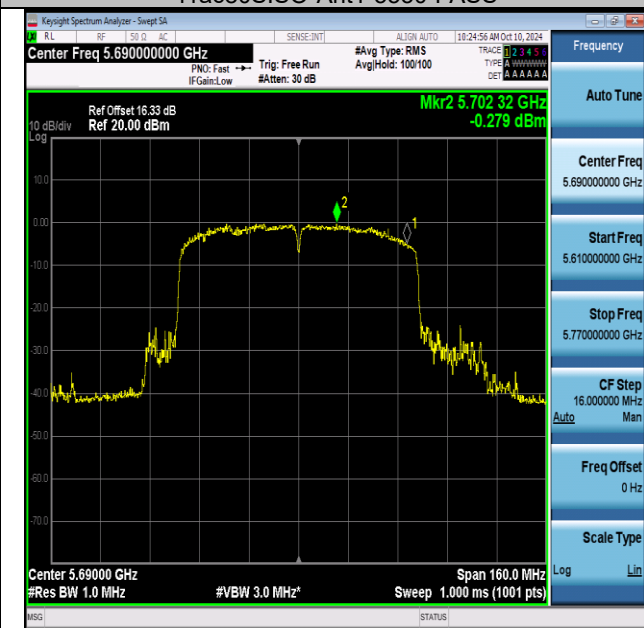 Keysight Spectrum Analyzer - Swept SA
RL RF 50 Ω AC SENSE:INT ALIGN AUTO 10:24:56 AM Oct 10, 2024
Center Freq 5.690000000 GHz
PNO: Fast
IFGain:Low
Trig: Free Run
#Atten: 30 dB
#Avg Type: RMS
Avg|Hold: 100/100
TRACE 1 2 3 4 5 6
TYPE A WWWWW
DET A A A A A A
Frequency
Ref Offset 16.33 dB
10 dB/div Ref 20.00 dBm
Log
Mkr2 5.702 32 GHz
-0.279 dBm
2
1
10.0
0.00
-10.0
-20.0
-30.0
-40.0
-50.0
-60.0
-70.0
Center 5.69000 GHz Span 160.0 MHz
#Res BW 1.0 MHz #VBW 3.0 MHz* Sweep 1.000 ms (1001 pts)
MSG STATUS
Auto Tune
Center Freq
5.690000000 GHz
Start Freq
5.610000000 GHz
Stop Freq
5.770000000 GHz
CF Step
16.000000 MHz
Auto Man
Freq Offset
0 Hz
Scale Type
Log Lin